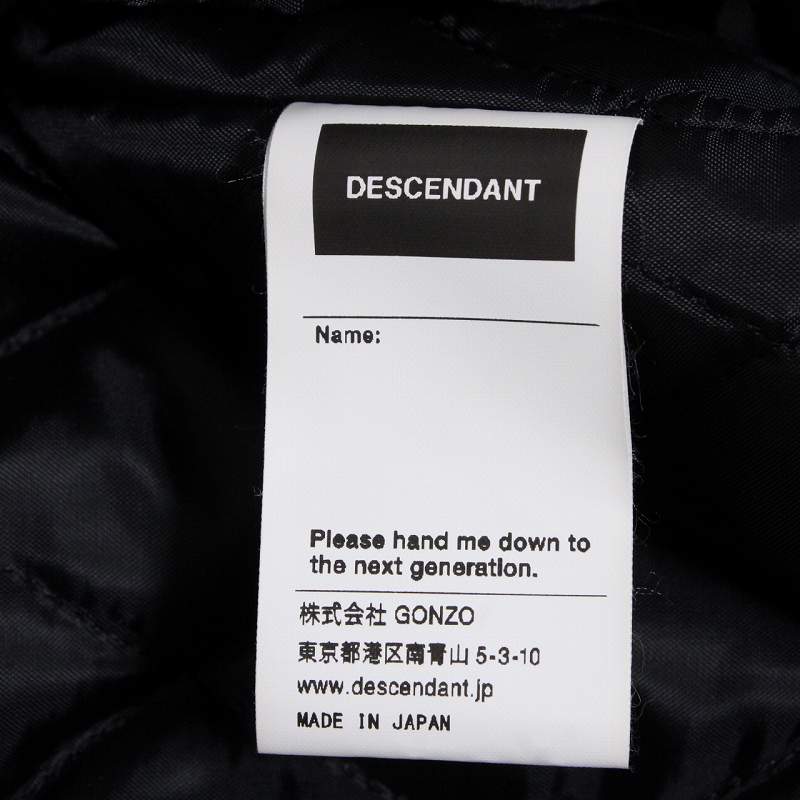 DESCENDANT
Name:
Please hand me down to
the next generation.
株式会社 GONZO
東京都港区南青山 5-3-10
www.descendant.jp
MADE IN JAPAN